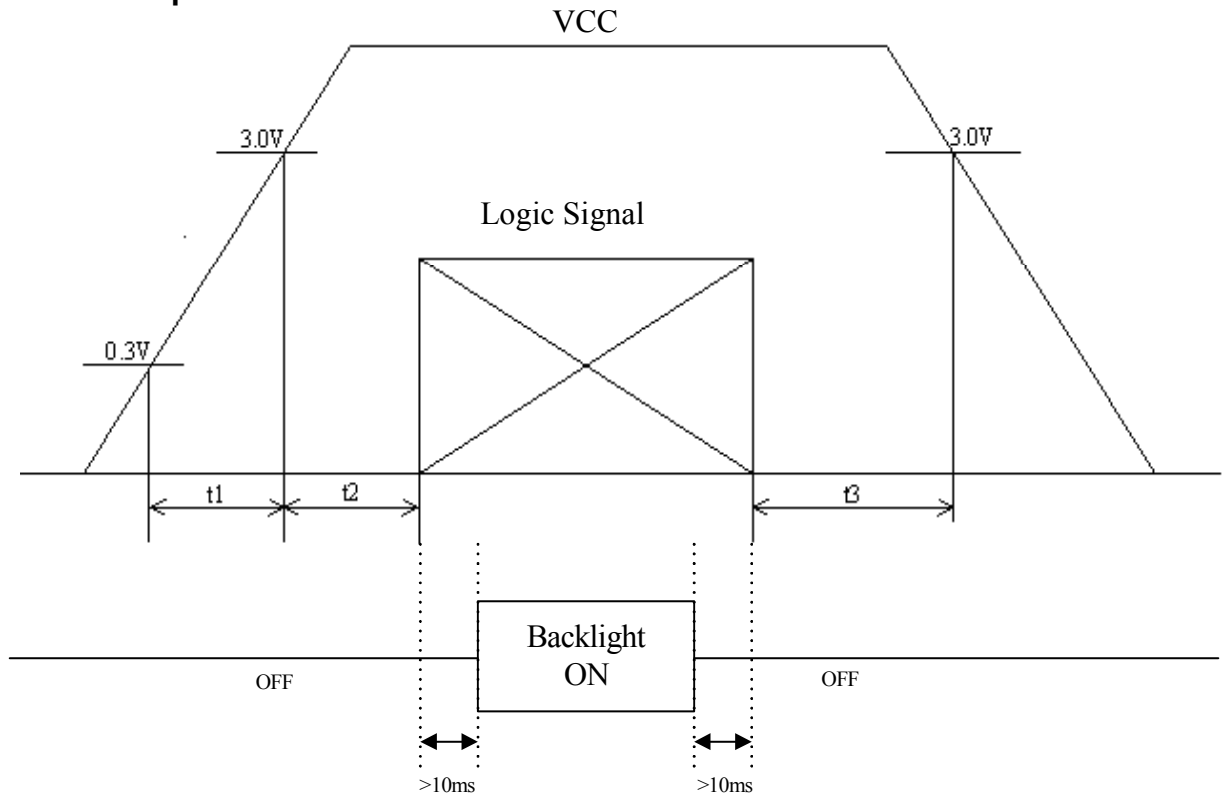 VCC
3.0V
3.0V
Logic Signal
0.3V
t1
t2
t3
Backlight
ON
OFF
OFF
>10ms
>10ms